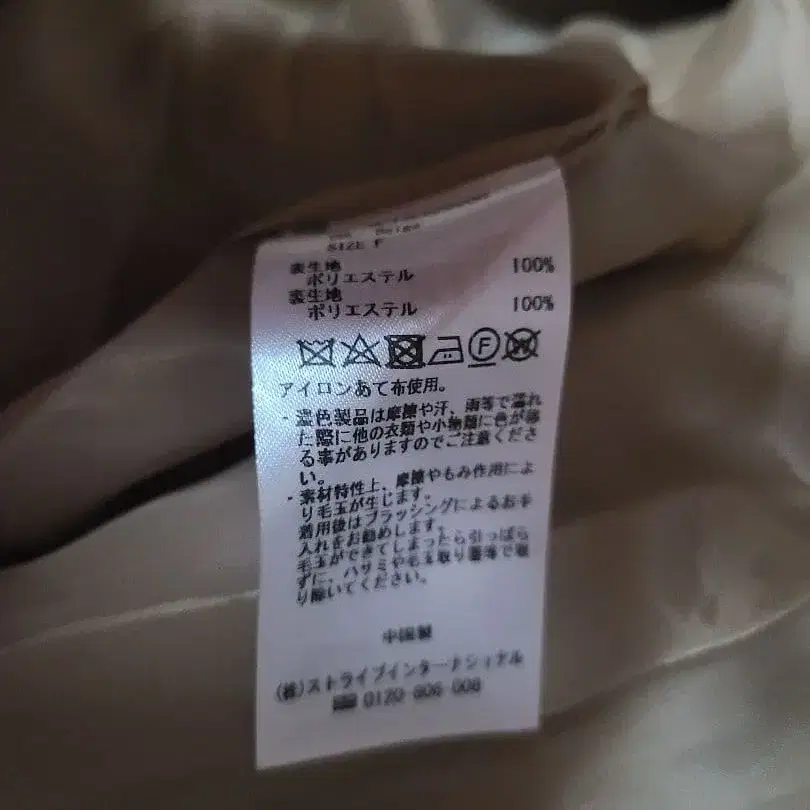 SIZE F
表生地
ポリエステル 100%
表生地
ポリエステル 100%
F
アイロンあて布使用。
・濃色製品は摩擦や汗、雨等で濡れ
た際に他の衣類や小物類に色が移
る事がありますのでご注意くださ
い。
・素材特性上、摩擦やもみ作用によ
り毛玉が生じます。
着用後はブラッシングによるお手
入れをお勧めします。
毛玉ができてしまったら引っぱら
ずに、ハサミや毛玉取り器等で取
り除いてください。
中国製
(株)ストライプインターナショナル
0120-806-008